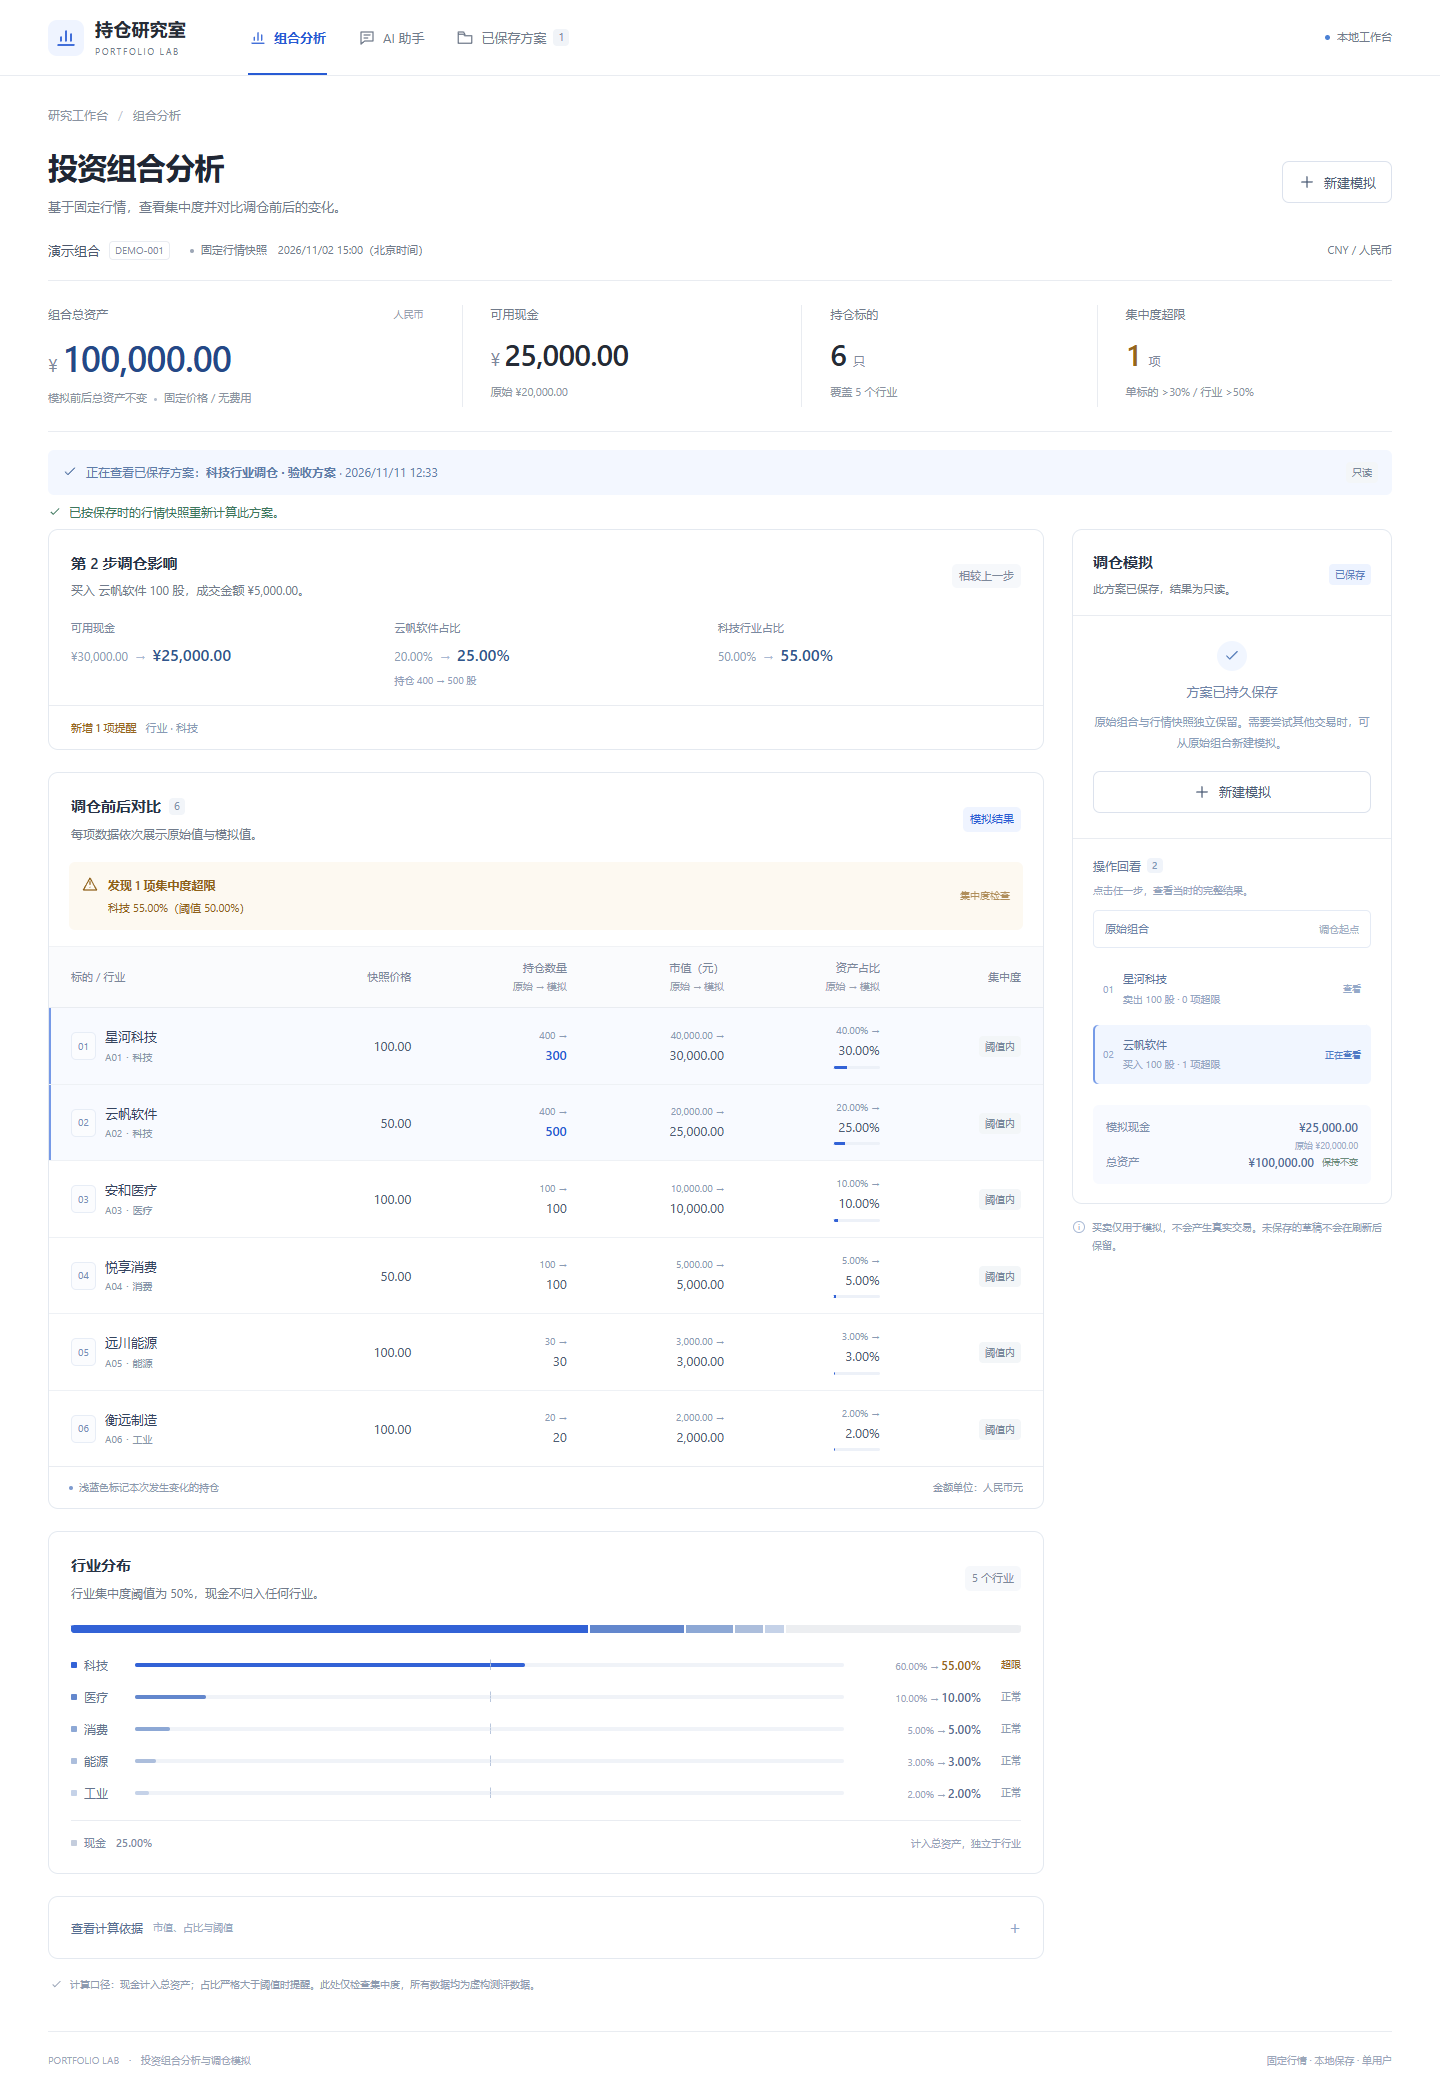 持仓研究室
PORTFOLIO LAB
组合分析
AI 助手
已保存方案 1
本地工作台
研究工作台 / 组合分析
投资组合分析
基于固定行情，查看集中度并对比调仓前后的变化。
新建模拟
演示组合 DEMO-001 固定行情快照 2026/11/02 15:00（北京时间）
CNY / 人民币
组合总资产 人民币
¥ 100,000.00
模拟前后总资产不变 • 固定价格 / 无费用
可用现金
¥ 25,000.00
原始 ¥20,000.00
持仓标的
6 只
覆盖 5 个行业
集中度超限
1 项
单标的 >30% / 行业 >50%
正在查看已保存方案：科技行业调仓 · 验收方案 · 2026/11/11 12:33
只读
已按保存时的行情快照重新计算此方案。
第 2 步调仓影响
买入 云帆软件 100 股，成交金额 ¥5,000.00。
相较上一步
可用现金
¥30,000.00 → ¥25,000.00
云帆软件占比
20.00% → 25.00%
持仓 400 → 500 股
科技行业占比
50.00% → 55.00%
新增 1 项提醒 行业 · 科技
调仓前后对比 6
每项数据依次展示原始值与模拟值。
模拟结果
发现 1 项集中度超限
科技 55.00%（阈值 50.00%）
集中度检查
标的 / 行业
快照价格
持仓数量
原始 → 模拟
市值（元）
原始 → 模拟
资产占比
原始 → 模拟
集中度
01
星河科技
A01 · 科技
100.00
400 →
300
40,000.00 →
30,000.00
40.00% →
30.00%
阈值内
02
云帆软件
A02 · 科技
50.00
400 →
500
20,000.00 →
25,000.00
20.00% →
25.00%
阈值内
03
安和医疗
A03 · 医疗
100.00
100 →
100
10,000.00 →
10,000.00
10.00% →
10.00%
阈值内
04
悦享消费
A04 · 消费
50.00
100 →
100
5,000.00 →
5,000.00
5.00% →
5.00%
阈值内
05
远川能源
A05 · 能源
100.00
30 →
30
3,000.00 →
3,000.00
3.00% →
3.00%
阈值内
06
衡远制造
A06 · 工业
100.00
20 →
20
2,000.00 →
2,000.00
2.00% →
2.00%
阈值内
浅蓝色标记本次发生变化的持仓
金额单位：人民币元
行业分布
行业集中度阈值为 50%，现金不归入任何行业。
5 个行业
科技 60.00% → 55.00% 超限
医疗 10.00% → 10.00% 正常
消费 5.00% → 5.00% 正常
能源 3.00% → 3.00% 正常
工业 2.00% → 2.00% 正常
现金 25.00%
计入总资产，独立于行业
查看计算依据 市值、占比与阈值
+
计算口径：现金计入总资产；占比严格大于阈值时提醒。此处仅检查集中度，所有数据均为虚构测评数据。
调仓模拟
此方案已保存，结果为只读。
已保存
方案已持久保存
原始组合与行情快照独立保留。需要尝试其他交易时，可
从原始组合新建模拟。
新建模拟
操作回看 2
点击任一步，查看当时的完整结果。
原始组合 调仓起点
01
星河科技
卖出 100 股 · 0 项超限
查看
02
云帆软件
买入 100 股 · 1 项超限
正在查看
模拟现金 ¥25,000.00
原始 ¥20,000.00
总资产 ¥100,000.00 保持不变
买卖仅用于模拟，不会产生真实交易。未保存的草稿不会在刷新后
保留。
PORTFOLIO LAB · 投资组合分析与调仓模拟
固定行情 · 本地保存 · 单用户